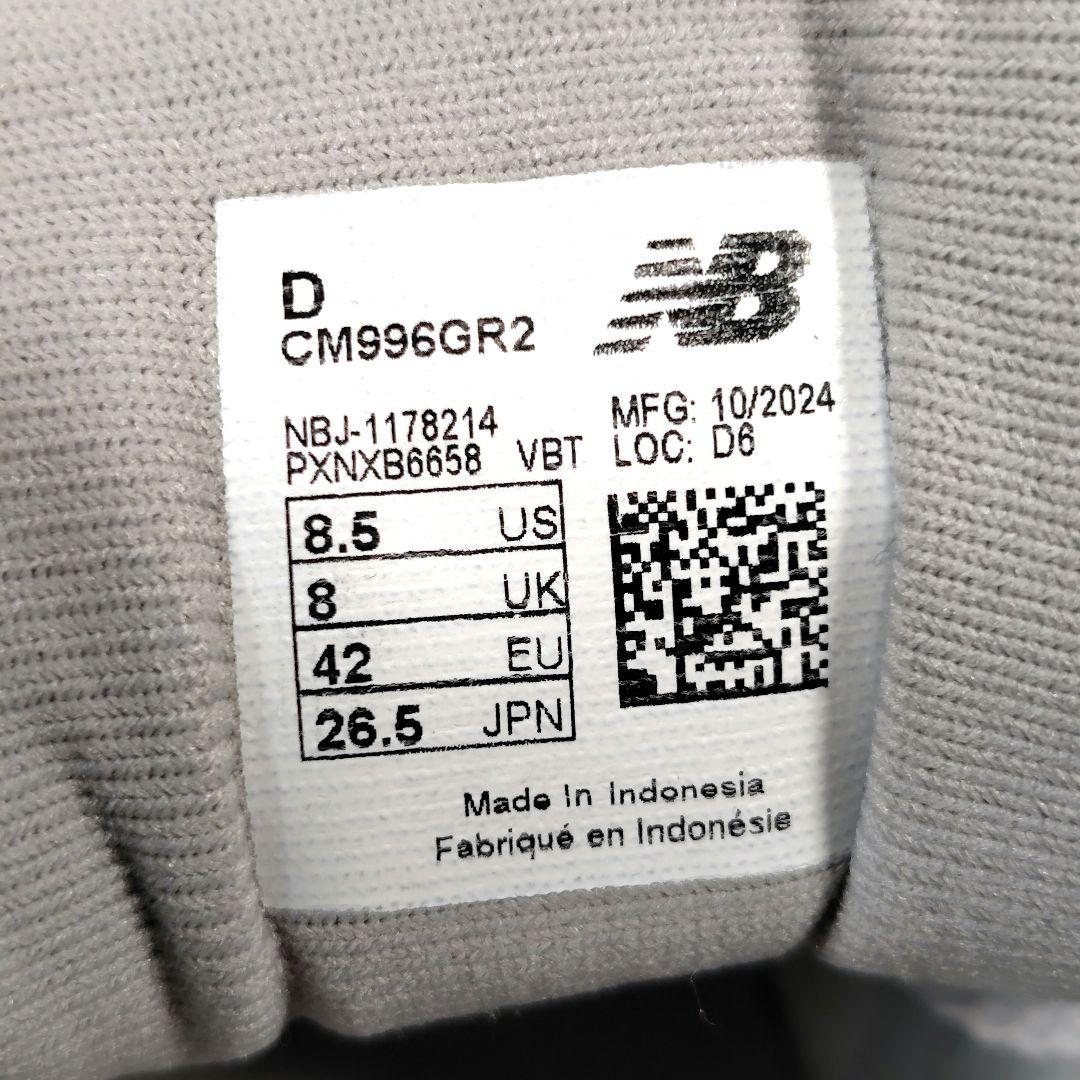 D
CM996GR2
NB
NBJ-1178214
PXNXB6658 VBT
MFG: 10/2024
LOC: D6
8.5 US
8 UK
42 EU
26.5 JPN
Made In Indonesia
Fabriqué en Indonésie